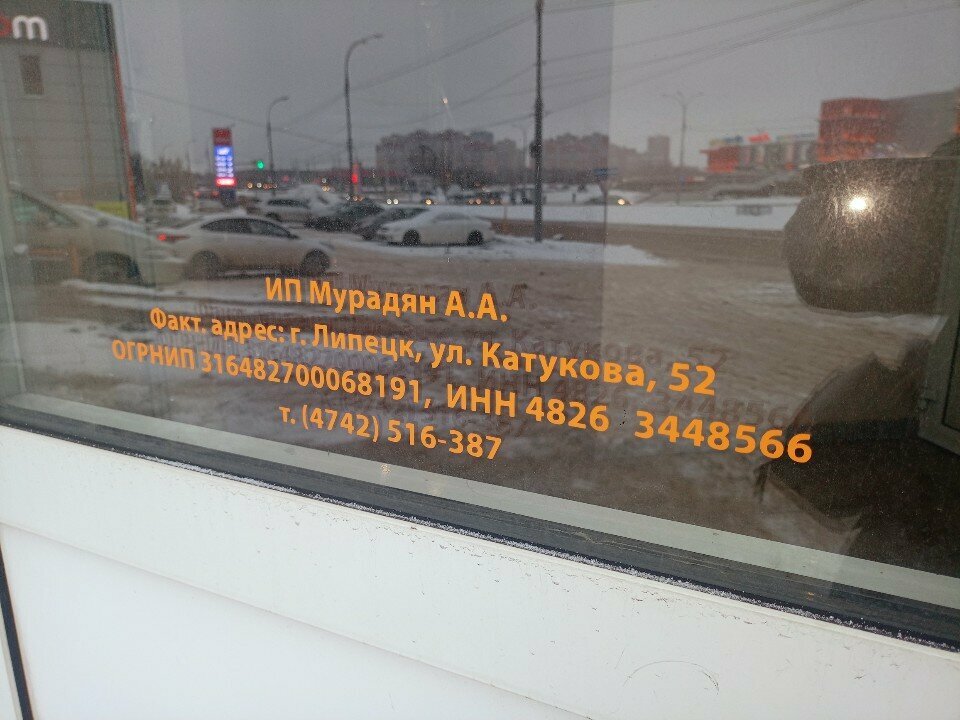 ИП Мурадян А.А.
Факт. адрес: г. Липецк, ул. Катукова, 52
ОГРНИП 316482700068191, ИНН 4826 3448566
т. (4742) 516-387